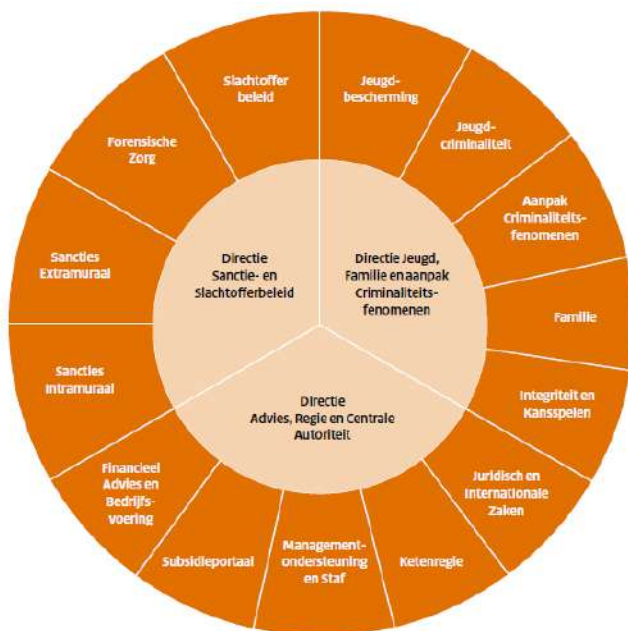 Slachtoffer
beleid
Jeugd-
bescherming
Jeugd-
criminaliteit
Aanpak
Criminaliteits-
fenomenen
Familie
Integriteit en
Kansspelen
Juridisch en
Internationale
Zaken
Ketenregie
Management-
ondersteuning
en Staf
Subsidieportaal
Financieel
Advies en
Bedrijfs-
voering
Sancties
Intramuraal
Sancties
Extramuraal
Forensische
Zorg
Directie
Sanctie- en
Slachtofferbeleid
Directie Jeugd,
Familie en aanpak
Criminaliteits-
fenomenen
Directie
Advies, Regie en Centrale
Autoriteit